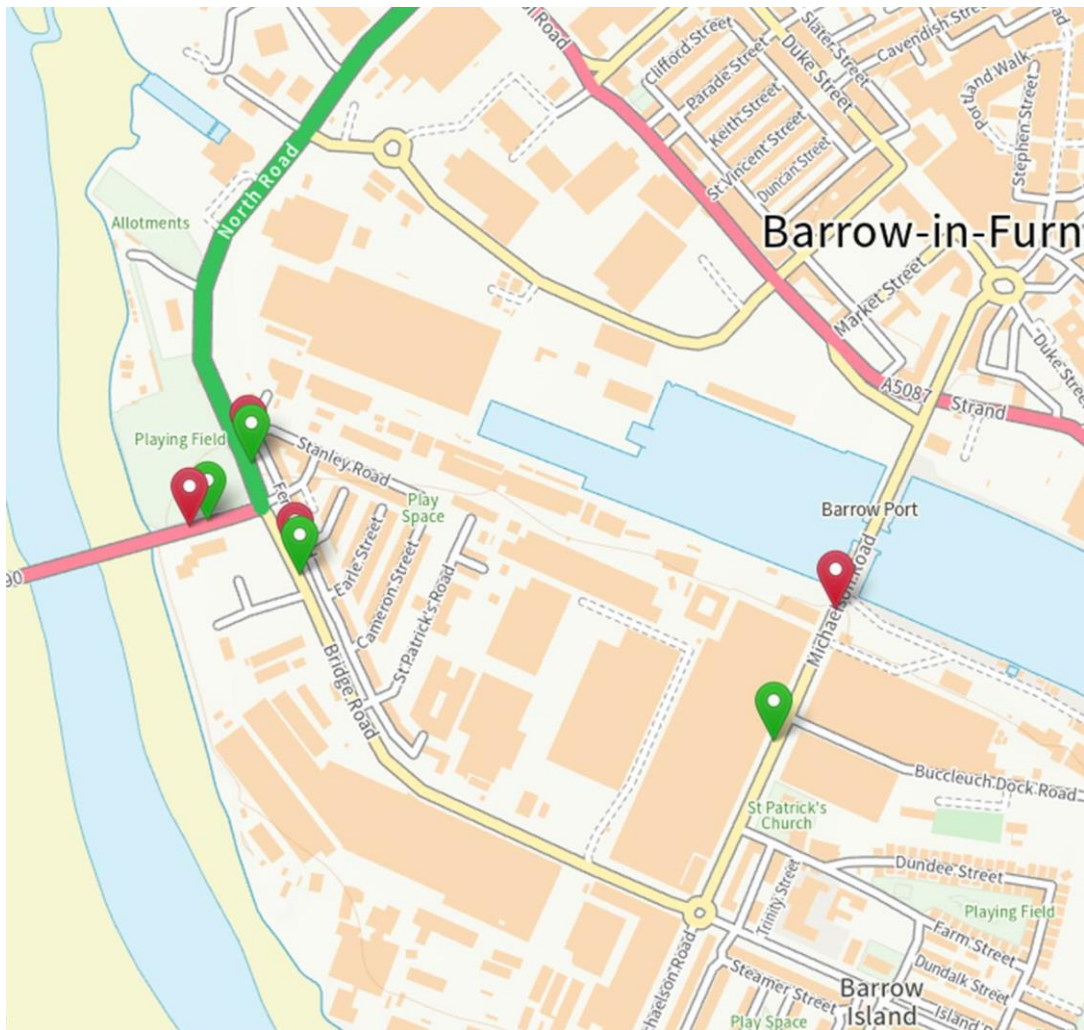 Road
Clifford Street
Parade Street
Keith Street
St Vincent Street
Duncan Street
Duke Street
Slater Street
Cavendish Street
Portland Walk
Stephen Street
North Road
Allotments
Barrow-in-Furn
Market Street
Duke Street
A5087
Strand
Playing Field
Stanley Road
Play
Space
Barrow Port
90
Earle Street
Cameron Street
St Patrick's Road
Michaelson Road
Bridge Road
Buccleuch Dock Road
St Patrick's
Church
Dundee Street
Trinity Street
Playing Field
Farm Street
Dundalk Street
Michaelson Road
Steamer Street
Barrow
Island
Island
Play Space